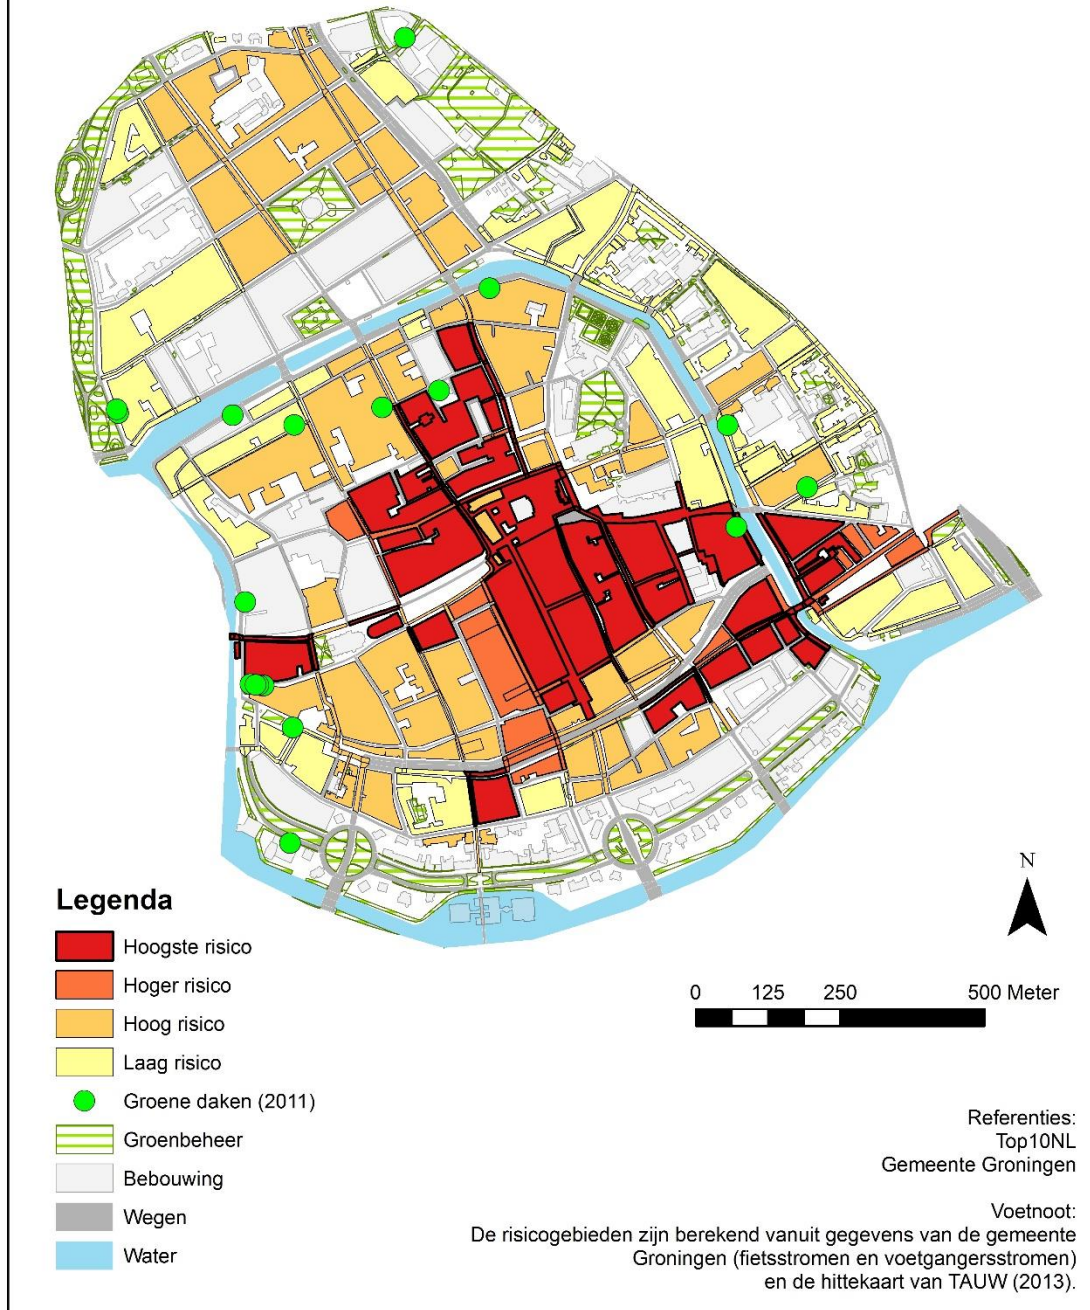 N
0 125 250 500 Meter
Legenda
Hoogste risico
Hoger risico
Hoog risico
Laag risico
Groene daken (2011)
Groenbeheer
Bebouwing
Wegen
Water
Referenties:
Top10NL
Gemeente Groningen
Voetnoot:
De risicogebieden zijn berekend vanuit gegevens van de gemeente
Groningen (fietsstromen en voetgangersstromen)
en de hittekaart van TAUW (2013).